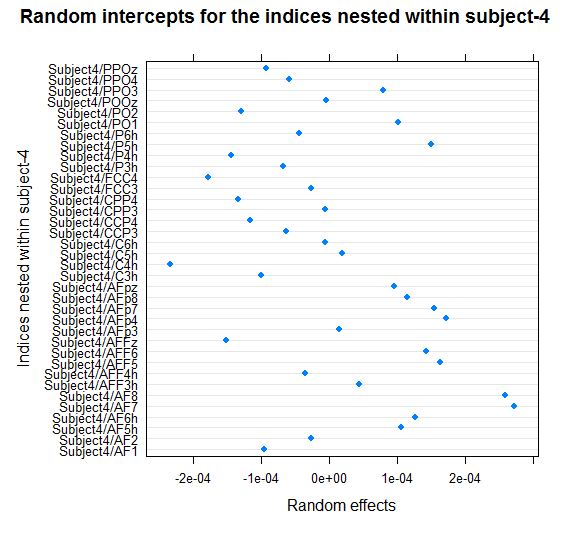 Random intercepts for the indices nested within subject-4
Indices nested within subject-4
Subject4/PPOz
Subject4/PPO4
Subject4/PPO3
Subject4/POOz
Subject4/PO2
Subject4/PO1
Subject4/P6h
Subject4/P5h
Subject4/P4h
Subject4/P3h
Subject4/FCC4
Subject4/FCC3
Subject4/CPP4
Subject4/CPP3
Subject4/CCP4
Subject4/CCP3
Subject4/C6h
Subject4/C5h
Subject4/C4h
Subject4/C3h
Subject4/AFpz
Subject4/AFp8
Subject4/AFp7
Subject4/AFp4
Subject4/AFp3
Subject4/AFFz
Subject4/AFF6
Subject4/AFF5
Subject4/AFF4h
Subject4/AFF3h
Subject4/AF8
Subject4/AF7
Subject4/AF6h
Subject4/AF5h
Subject4/AF2
Subject4/AF1
-2e-04 -1e-04 0e+00 1e-04 2e-04
Random effects